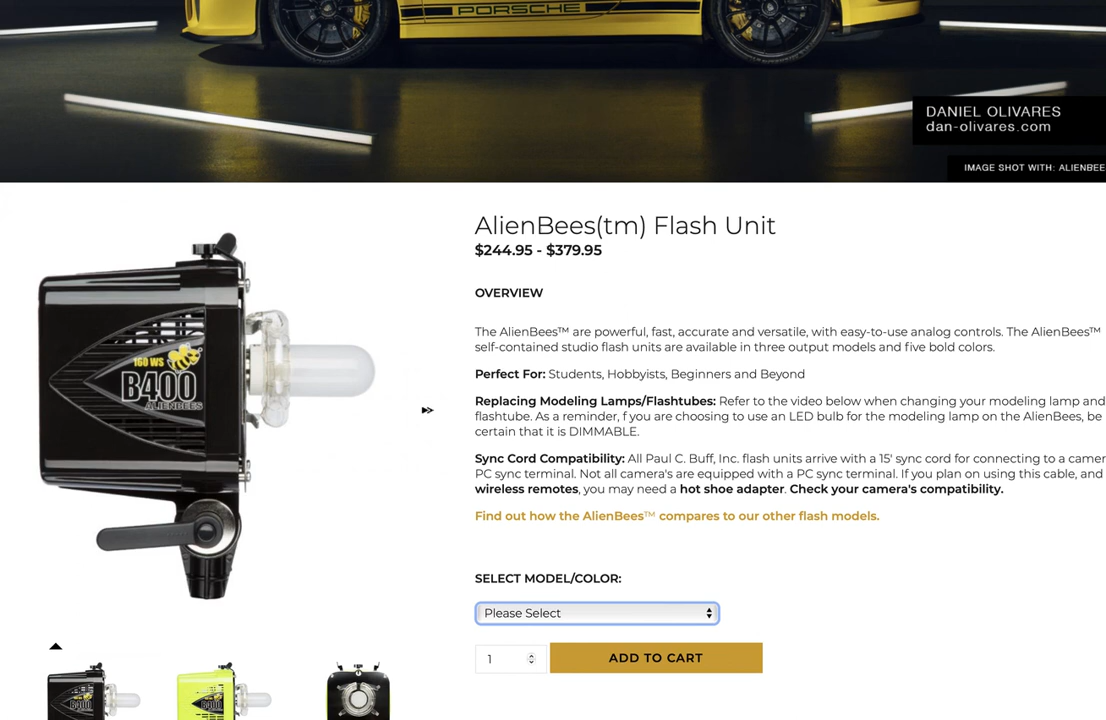 PORSCHE
DANIEL OLIVARES
dan-olivares.com
IMAGE SHOT WITH: ALIENBEE
AlienBees(tm) Flash Unit
$244.95 - $379.95
OVERVIEW
The AlienBees™ are powerful, fast, accurate and versatile, with easy-to-use analog controls. The AlienBees™
self-contained studio flash units are available in three output models and five bold colors.
Perfect For: Students, Hobbyists, Beginners and Beyond
Replacing Modeling Lamps/Flashtubes: Refer to the video below when changing your modeling lamp and
flashtube. As a reminder, f you are choosing to use an LED bulb for the modeling lamp on the AlienBees, be
certain that it is DIMMABLE.
Sync Cord Compatibility: All Paul C. Buff, Inc. flash units arrive with a 15' sync cord for connecting to a camer
PC sync terminal. Not all camera's are equipped with a PC sync terminal. If you plan on using this cable, and
wireless remotes, you may need a hot shoe adapter. Check your camera's compatibility.
Find out how the AlienBees™ compares to our other flash models.
SELECT MODEL/COLOR:
Please Select
1
ADD TO CART
160 WS
B400
ALIENBEES
B400
B400